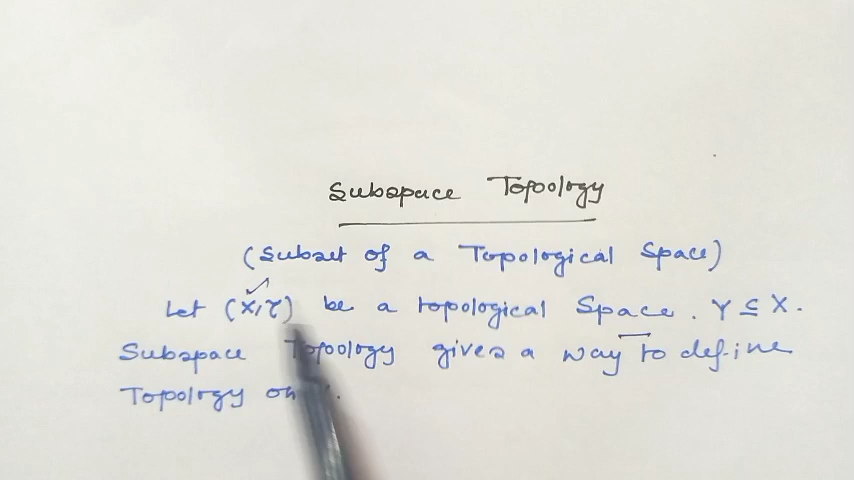 Subspace Topology
(Subset of a Topological Space)
Let (X,τ) be a topological Space. Y ⊆ X.
Subspace Topology gives a way to define
Topology on